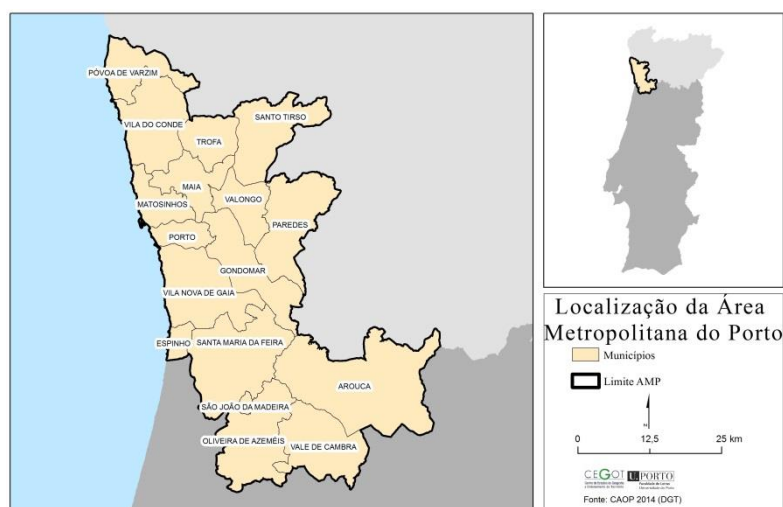 PÓVOA DE VARZIM
VILA DO CONDE
SANTO TIRSO
TROFA
MAIA
MATOSINHOS
VALONGO
PAREDES
PORTO
GONDOMAR
VILA NOVA DE GAIA
ESPINHO
SANTA MARIA DA FEIRA
AROUCA
SÃO JOÃO DA MADEIRA
OLIVEIRA DE AZEMÉIS
VALE DE CAMBRA
Localização da Área
Metropolitana do Porto
Municípios
Limite AMP
0 12,5 25 km
CEGOT
U. PORTO
Fonte: CAOP 2014 (DGT)